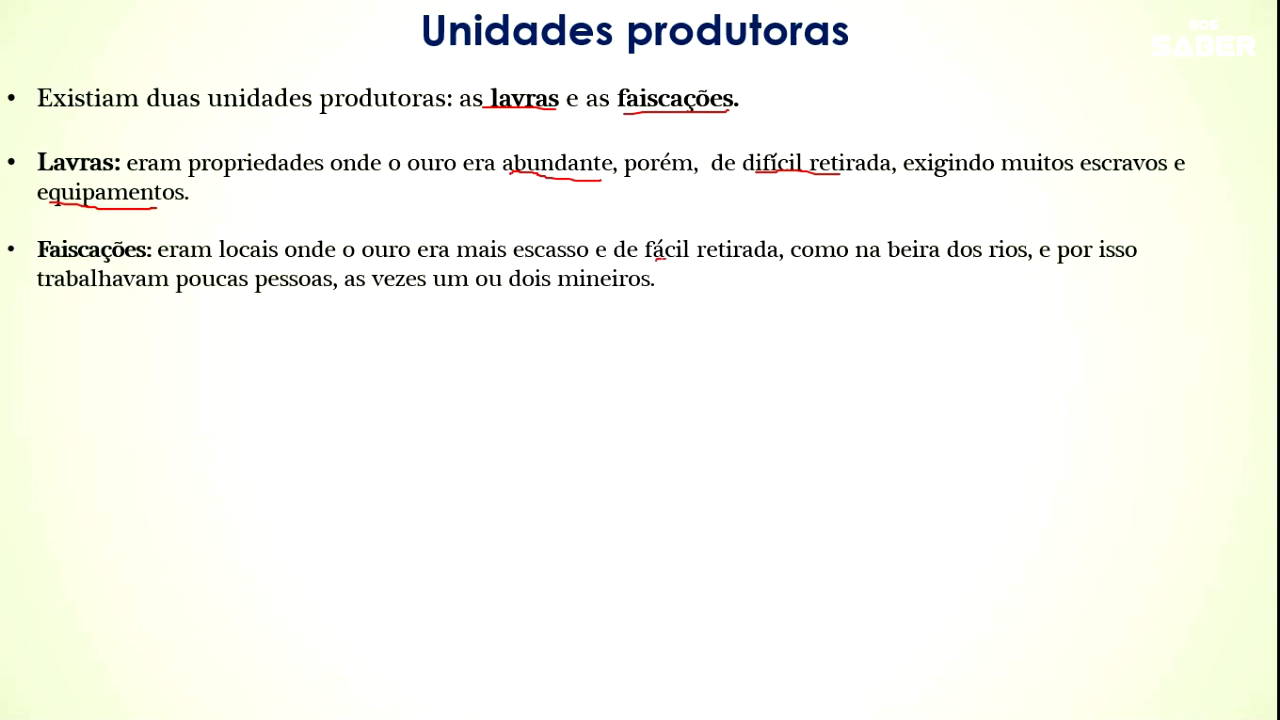 Unidades produtoras
SOS
SABER
• Existiam duas unidades produtoras: as lavras e as faiscações.
• Lavras: eram propriedades onde o ouro era abundante, porém, de difícil retirada, exigindo muitos escravos e
equipamentos.
• Faiscações: eram locais onde o ouro era mais escasso e de fácil retirada, como na beira dos rios, e por isso
trabalhavam poucas pessoas, as vezes um ou dois mineiros.